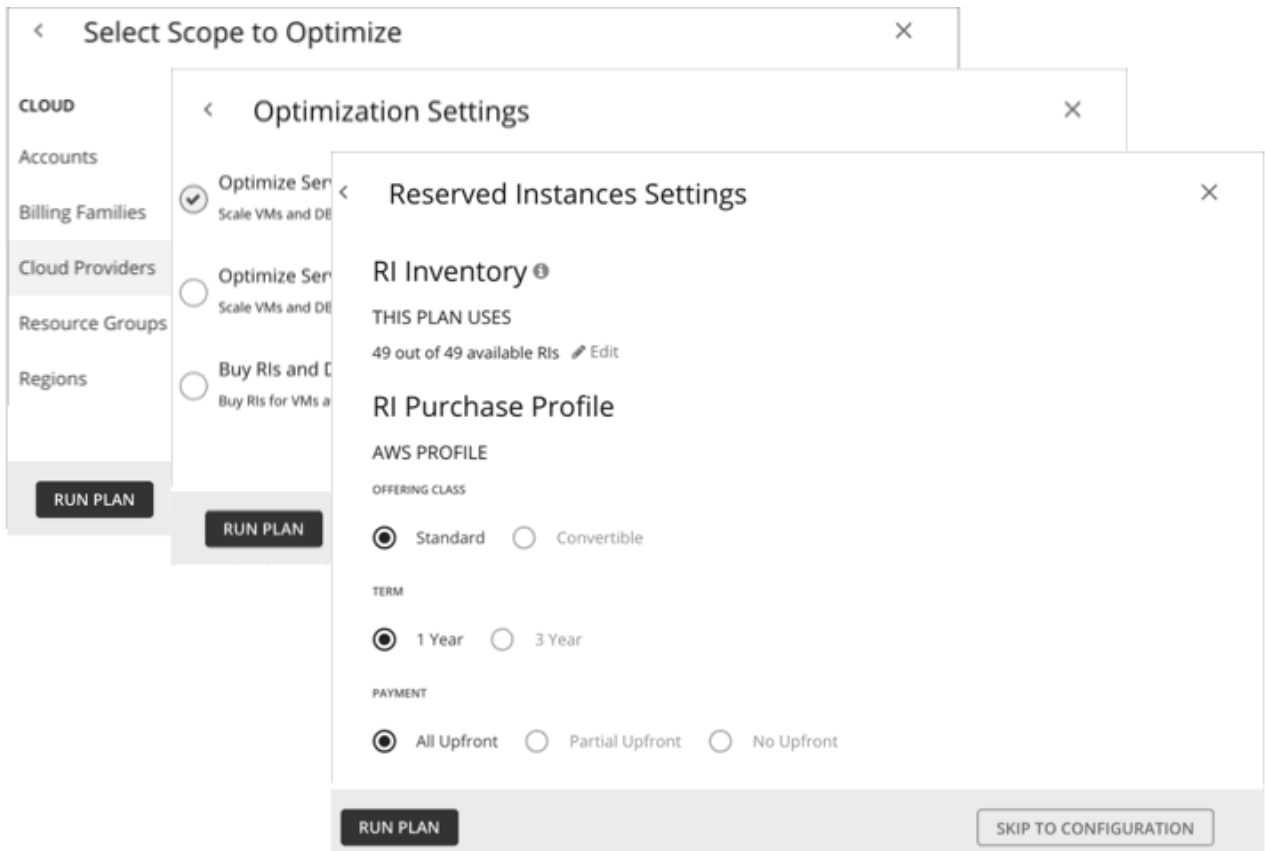 Select Scope to Optimize
CLOUD
Accounts
Billing Families
Cloud Providers
Resource Groups
Regions
RUN PLAN
Optimization Settings
Optimize Ser
Scale VMs and DB
Optimize Ser
Scale VMs and DB
Buy RIs and
Buy RIs for VMs a
RUN PLAN
Reserved Instances Settings
RI Inventory
THIS PLAN USES
49 out of 49 available RIs Edit
RI Purchase Profile
AWS PROFILE
OFFERING CLASS
Standard Convertible
TERM
1 Year 3 Year
PAYMENT
All Upfront Partial Upfront No Upfront
RUN PLAN SKIP TO CONFIGURATION